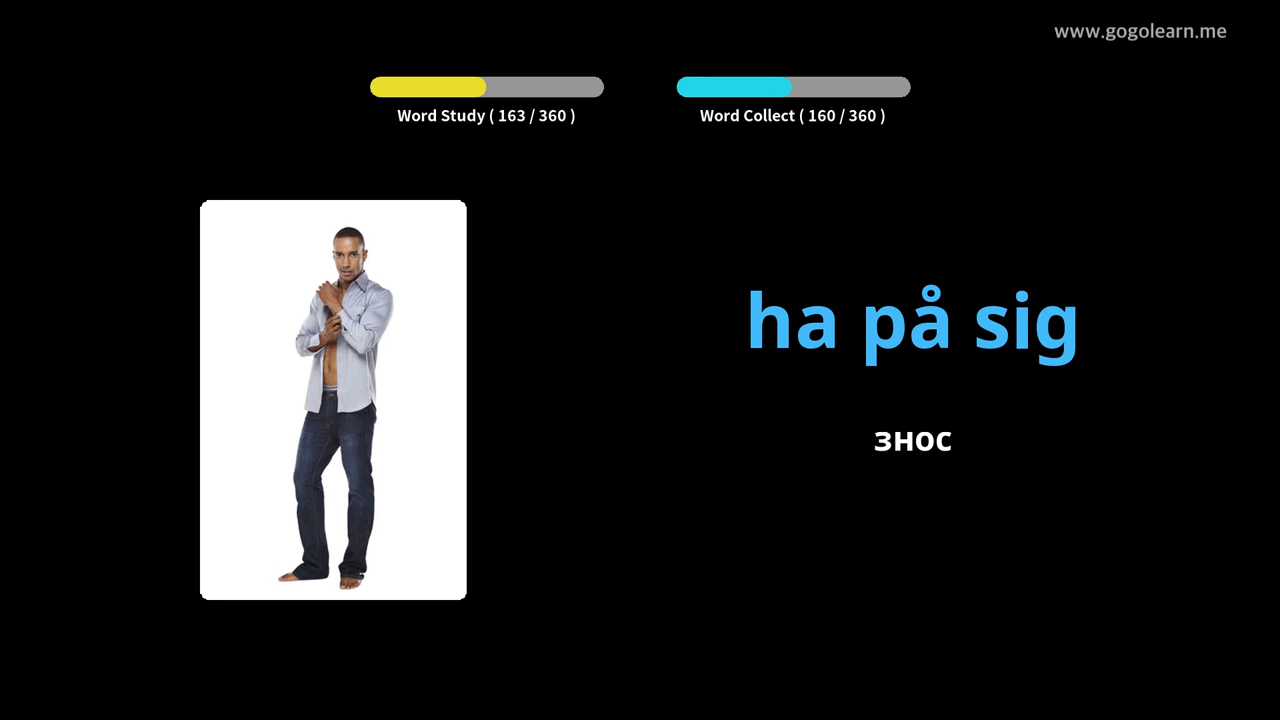 www.gogolearn.me
Word Study ( 163 / 360 )
Word Collect ( 160 / 360 )
ha på sig
знос